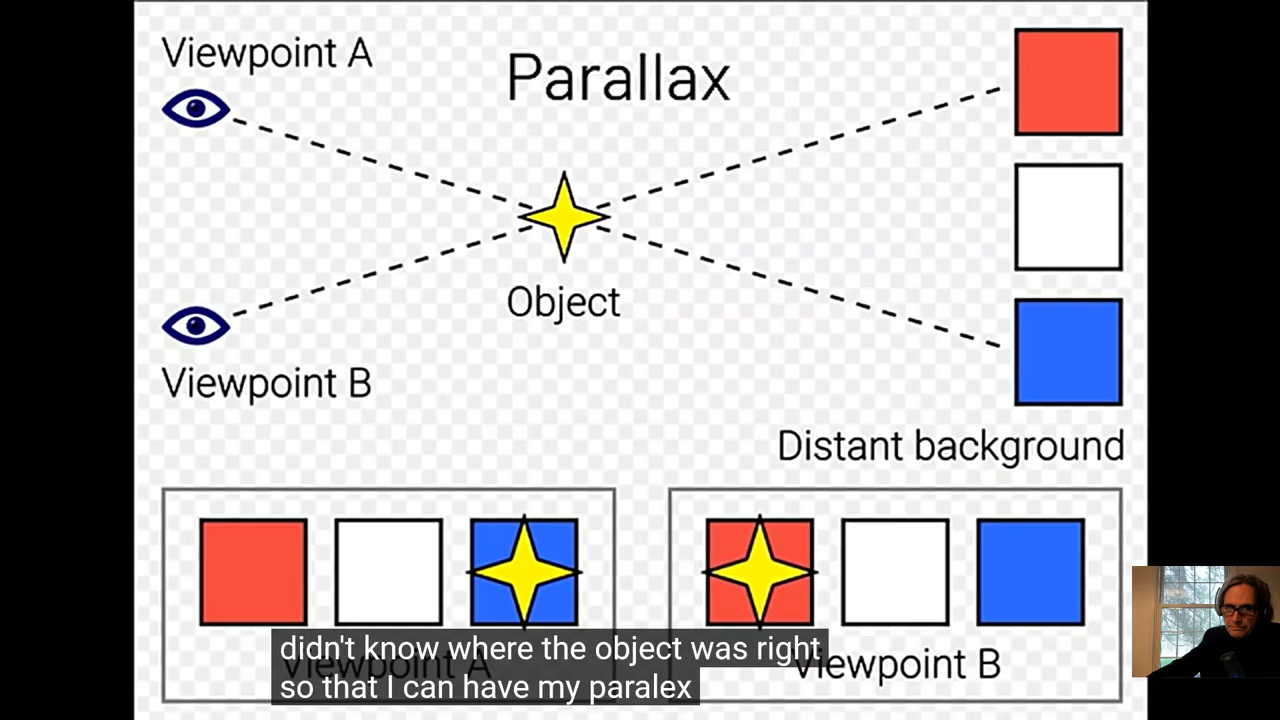 Viewpoint A
Parallax
Object
Viewpoint B
Distant background
Viewpoint A
Viewpoint B
didn't know where the object was right
so that I can have my paralex